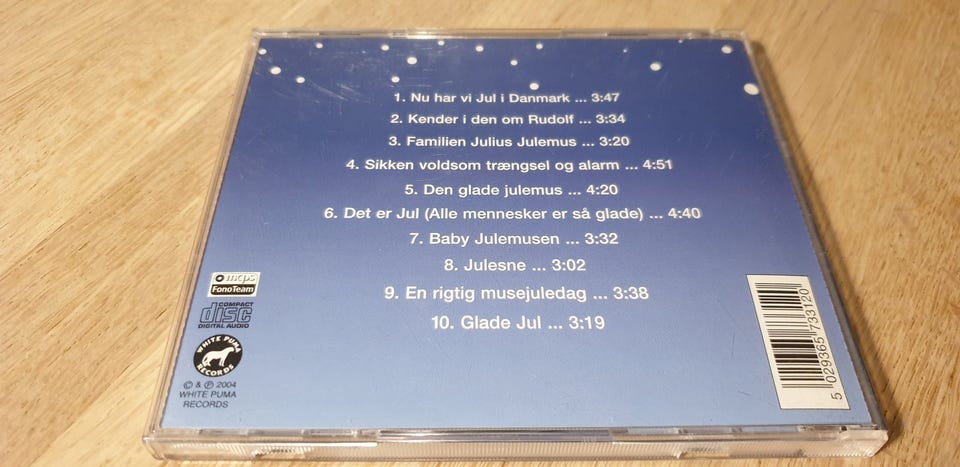 1. Nu har vi Jul i Danmark ... 3:47
2. Kender i den om Rudolf ... 3:34
3. Familien Julius Julemus ... 3:20
4. Sikken voldsom trængsel og alarm ... 4:51
5. Den glade julemus ... 4:20
6. Det er Jul (Alle mennesker er så glade) ... 4:40
7. Baby Julemusen ... 3:32
8. Julesne ... 3:02
9. En rigtig musejuledag ... 3:38
10. Glade Jul ... 3:19
mcps
FonoTeam
COMPACT
disc
DIGITAL AUDIO
WHITE PUMA
RECORDS
© & ℗ 2004
WHITE PUMA
RECORDS
5 029365 733120